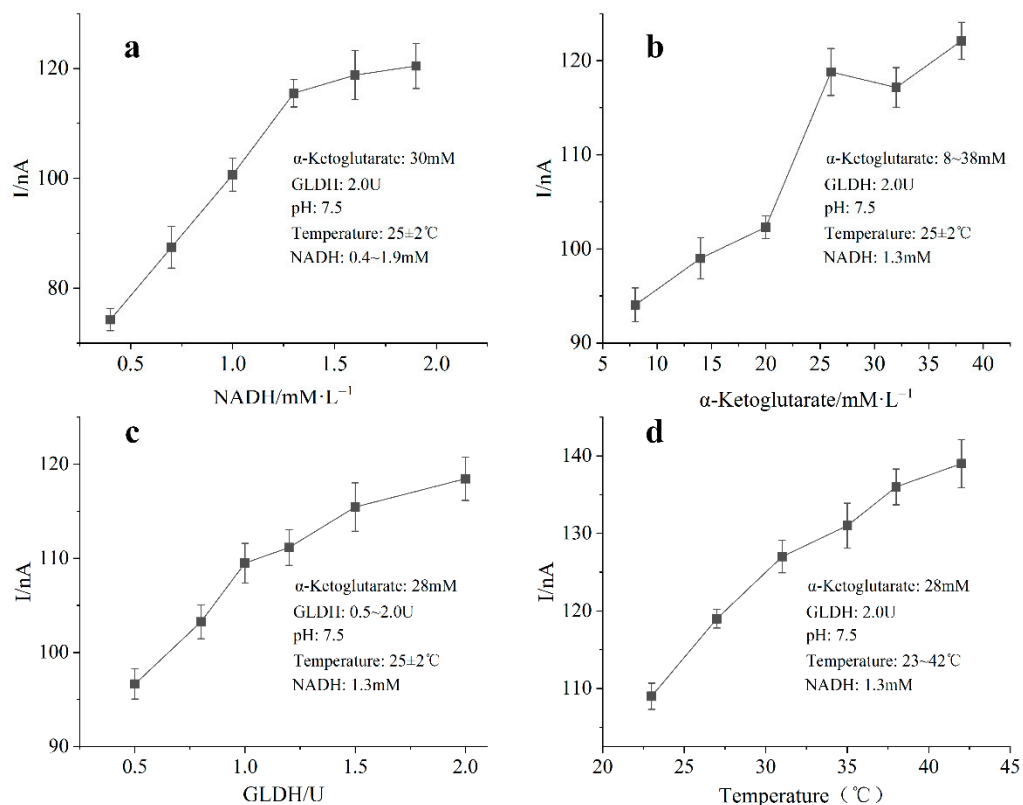 a
I/nA
120
100
80
α-Ketoglutarate: 30mM
GLDH: 2.0U
pH: 7.5
Temperature: 25±2℃
NADH: 0.4~1.9mM
0.5 1.0 1.5 2.0
NADH/mM·L⁻¹
b
I/nA
120
110
100
90
α-Ketoglutarate: 8~38mM
GLDH: 2.0U
pH: 7.5
Temperature: 25±2℃
NADH: 1.3mM
5 10 15 20 25 30 35 40
α-Ketoglutarate/mM·L⁻¹
c
I/nA
120
110
100
90
α-Ketoglutarate: 28mM
GLDH: 0.5~2.0U
pH: 7.5
Temperature: 25±2℃
NADH: 1.3mM
0.5 1.0 1.5 2.0
GLDH/U
d
I/nA
140
130
120
110
α-Ketoglutarate: 28mM
GLDH: 2.0U
pH: 7.5
Temperature: 23~42℃
NADH: 1.3mM
20 25 30 35 40 45
Temperature（℃）